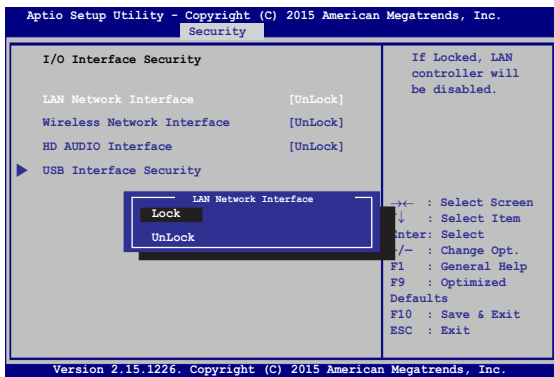 Aptio Setup Utility - Copyright (C) 2015 American Megatrends, Inc.
Security
I/O Interface Security
LAN Network Interface [UnLock]
Wireless Network Interface [UnLock]
HD AUDIO Interface [UnLock]
USB Interface Security
LAN Network Interface
Lock
UnLock
If Locked, LAN
controller will
be disabled.
→← : Select Screen
↑↓ : Select Item
Enter: Select
+/— : Change Opt.
F1 : General Help
F9 : Optimized
Defaults
F10 : Save & Exit
ESC : Exit
Version 2.15.1226. Copyright (C) 2015 American Megatrends, Inc.